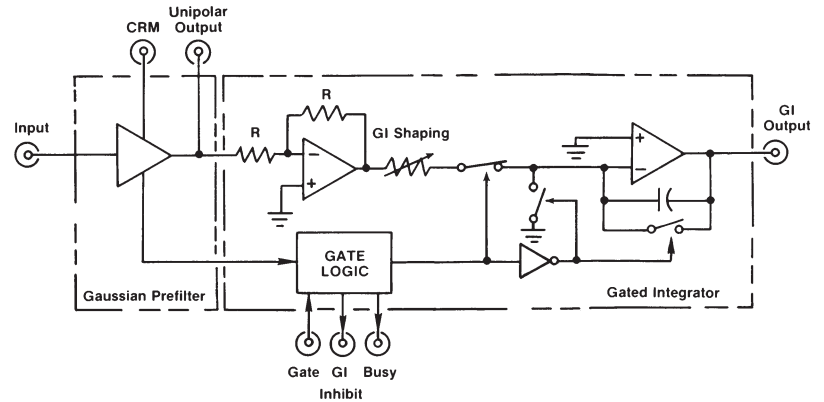 Unipolar
Output
CRM
Input
R
R
GI Shaping
GI
Output
GATE
LOGIC
Gaussian Prefilter
Gated Integrator
Gate GI Busy
Inhibit